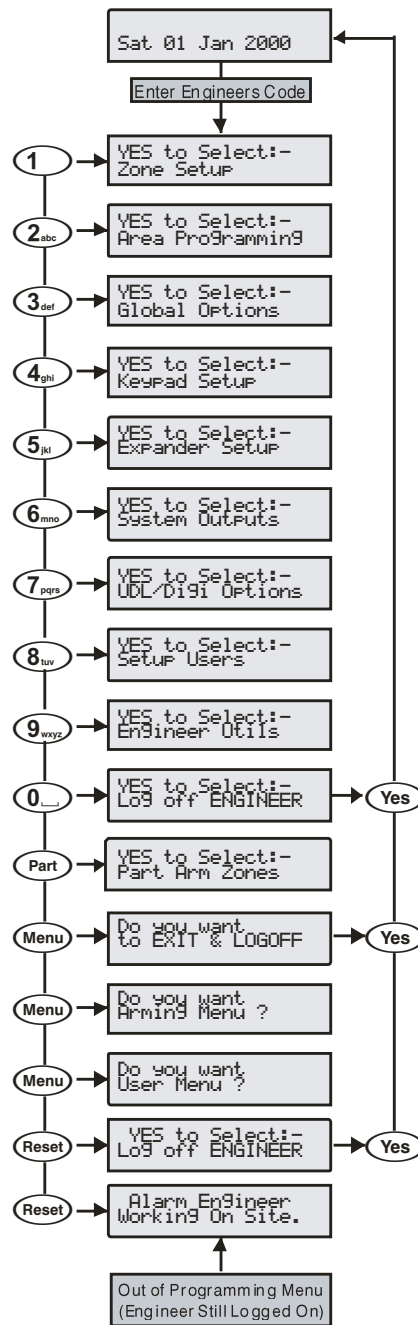 Sat 01 Jan 2000
Enter Engineers Code
1
YES to Select:-
Zone Setup
2abc
YES to Select:-
Area Programming
3def
YES to Select:-
Global Options
4ghi
YES to Select:-
Keypad Setup
5jkl
YES to Select:-
Expander Setup
6mno
YES to Select:-
System Outputs
7pqrs
YES to Select:-
UDL/Digi Options
8tuv
YES to Select:-
Setup Users
9wxyz
YES to Select:-
Engineer Utils
0
YES to Select:-
Log off ENGINEER
Yes
Part
YES to Select:-
Part Arm Zones
Menu
Do you want
to EXIT & LOGOFF
Yes
Menu
Do you want
Arming Menu ?
Menu
Do you want
User Menu ?
Reset
YES to Select:-
Log off ENGINEER
Yes
Reset
Alarm Engineer
Working On Site.
Out of Programming Menu
(Engineer Still Logged On)